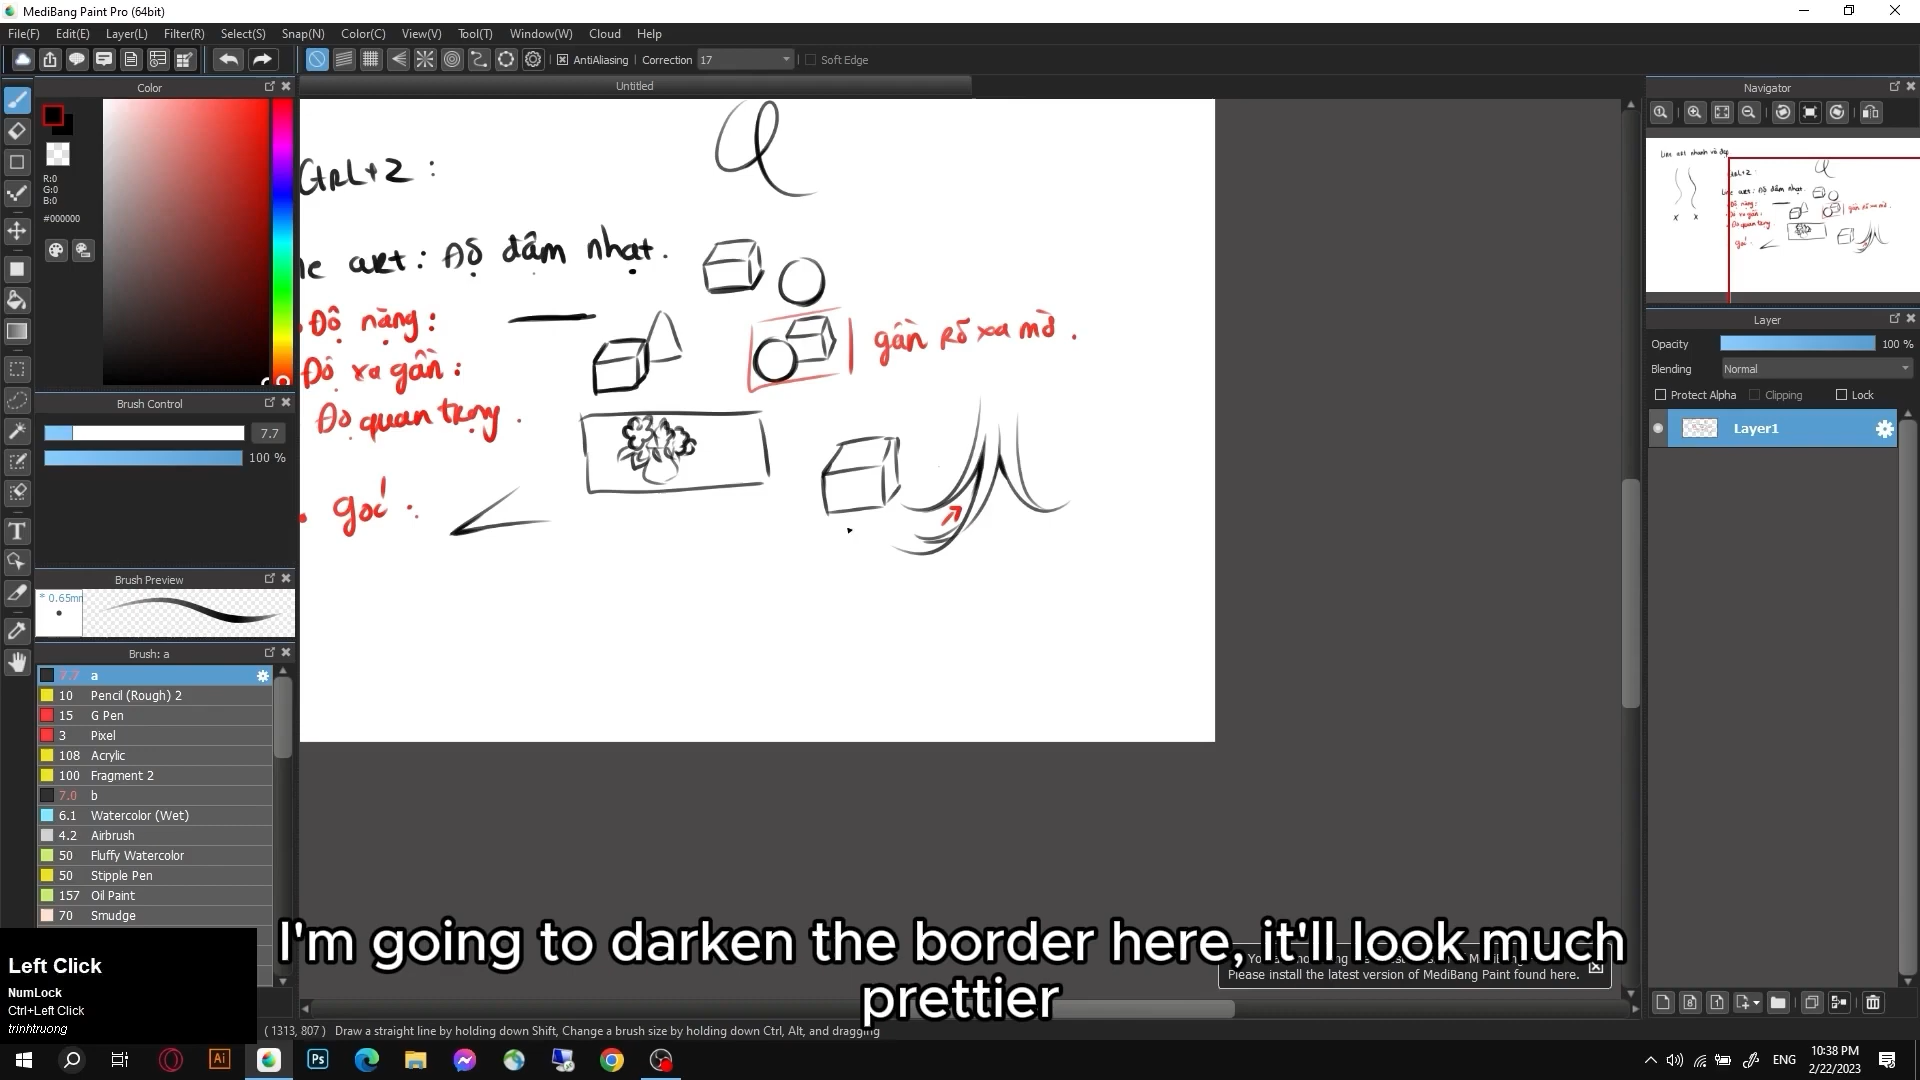 MediBang Paint Pro (64bit)
File(F) Edit(E) Layer(L) Filter(R) Select(S) Snap(N) Color(C) View(V) Tool(T) Window(W) Cloud Help
AntiAliasing Correction 17 Soft Edge
Color
R:0
G:0
B:0
#000000
Brush Control
7.7
100 %
Brush Preview
* 0.65mm
Brush: a
7.7 a
10 Pencil (Rough) 2
15 G Pen
3 Pixel
108 Acrylic
100 Fragment 2
7.0 b
6.1 Watercolor (Wet)
4.2 Airbrush
50 Fluffy Watercolor
50 Stipple Pen
157 Oil Paint
70 Smudge
Untitled
CtRL+Z :
art : Độ đầm nhạt .
Độ nặng :
Độ xa gần :
Độ quan trọng .
góc :
gần Rõ xa mờ .
Navigator
Line art nhanh và đẹp
Layer
Opacity 100 %
Blending Normal
Protect Alpha Clipping Lock
Layer1
I'm going to darken the border here, it'll look much
prettier
Please install the latest version of MediBang Paint found here.
Left Click
NumLock
Ctrl+Left Click
trinhtruong
( 1313, 807 ) Draw a straight line by holding down Shift, Change a brush size by holding down Ctrl, Alt, and dragging
ENG
10:38 PM
2/22/2023